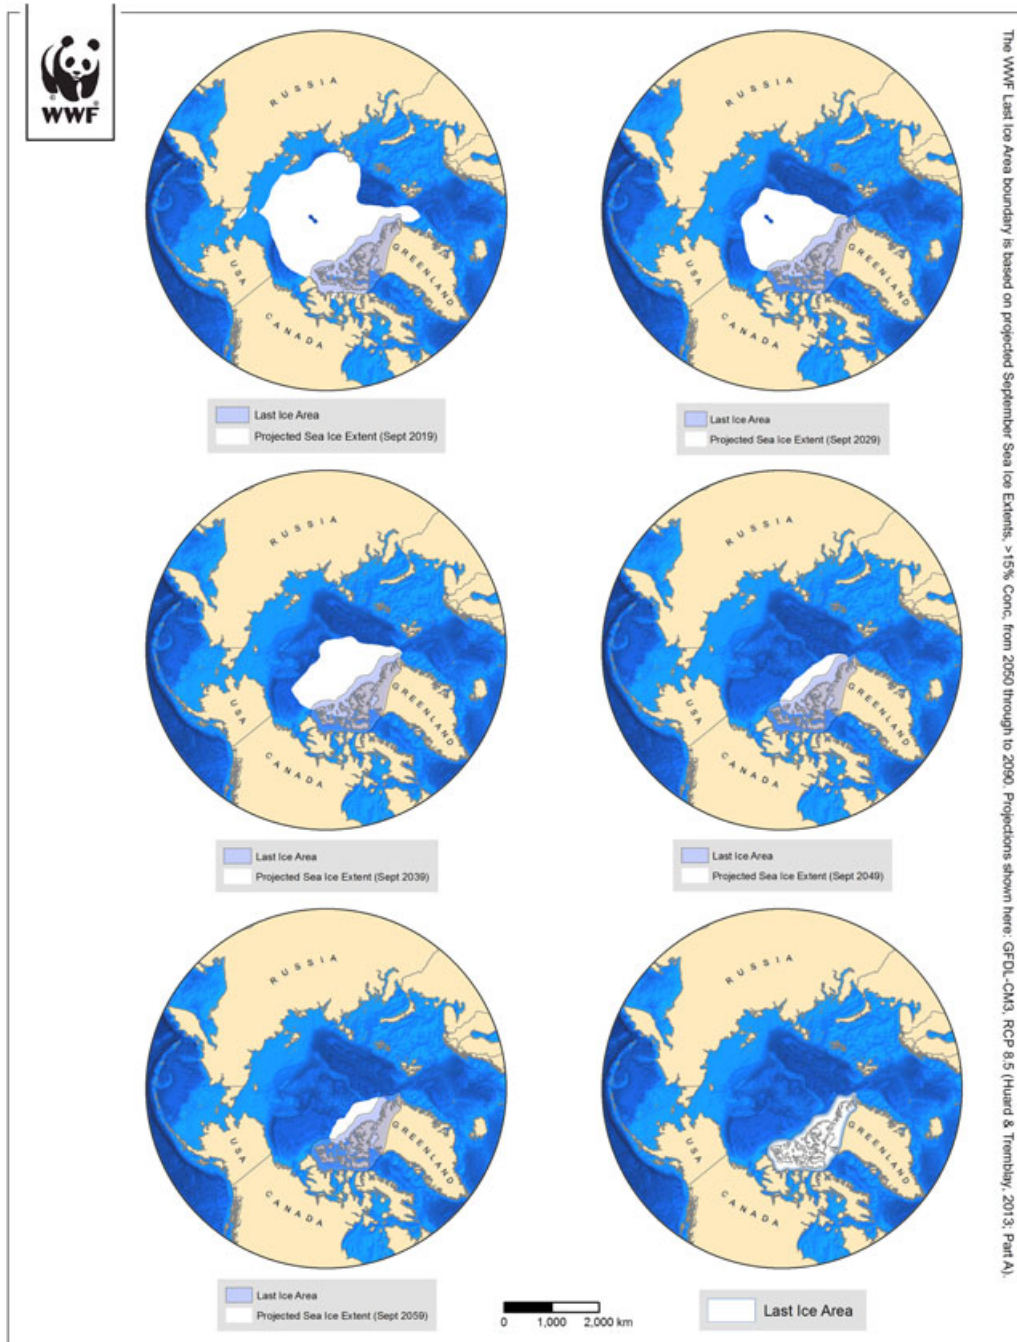 WWF
RUSSIA
USA
CANADA
GREENLAND
Last Ice Area
Projected Sea Ice Extent (Sept 2019)
RUSSIA
USA
CANADA
GREENLAND
Last Ice Area
Projected Sea Ice Extent (Sept 2029)
RUSSIA
USA
CANADA
GREENLAND
Last Ice Area
Projected Sea Ice Extent (Sept 2039)
RUSSIA
USA
CANADA
GREENLAND
Last Ice Area
Projected Sea Ice Extent (Sept 2049)
RUSSIA
USA
CANADA
GREENLAND
Last Ice Area
Projected Sea Ice Extent (Sept 2059)
RUSSIA
USA
CANADA
GREENLAND
Last Ice Area
0 1,000 2,000 km
The WWF Last Ice Area boundary is based on projected September Sea Ice Extents, >15% Conc, from 2050 through to 2090. Projections shown here: GFDL-CM3, RCP 8.5 (Huard & Tremblay, 2013; Part A).